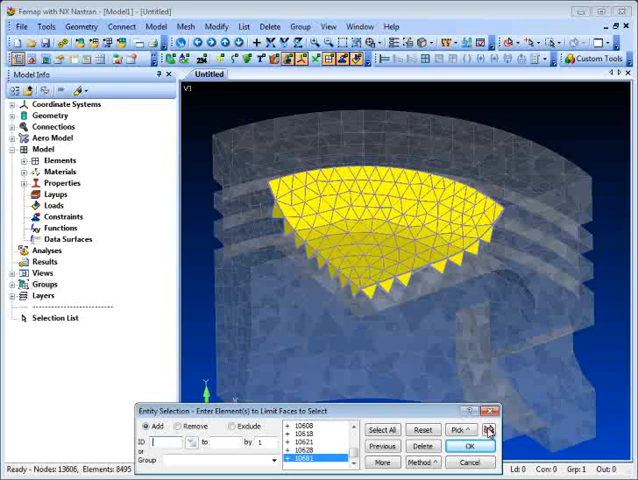 Femap with NX Nastran - [Model1] - [Untitled]
File Tools Geometry Connect Model Mesh Modify List Delete Group View Window Help
Custom Tools
Model Info
Untitled
V1
Coordinate Systems
Geometry
Connections
Aero Model
Model
Elements
Materials
Properties
Layups
Loads
Constraints
Functions
Data Surfaces
Analyses
Results
Views
Groups
Layers
Selection List
Y
Entity Selection - Enter Element(s) to Limit Faces to Select
Add Remove Exclude
ID to by 1
or
Group
+ 10608
+ 10618
+ 10621
+ 10628
+ 10681
Select All Reset Pick ^
Previous Delete OK
More Method ^ Cancel
Ready - Nodes: 13606, Elements: 8495
Ld: 0 Con: 0 Grp: 1 Out: 0